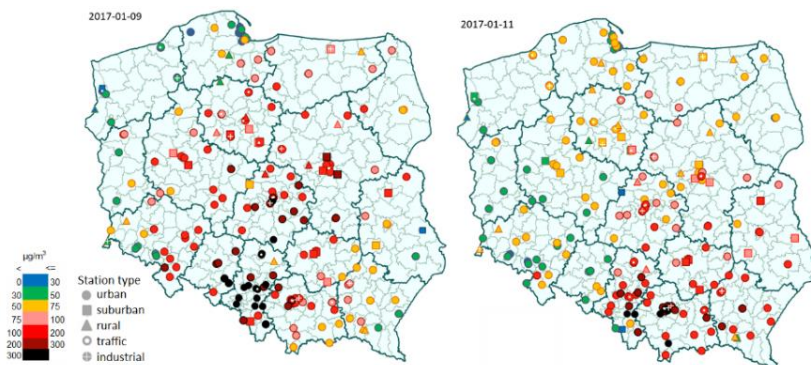 2017-01-09
2017-01-11
µg/m³
< <=
30
30 50
50 75
75 100
100 200
200 300
300
Station type
urban
suburban
rural
traffic
industrial